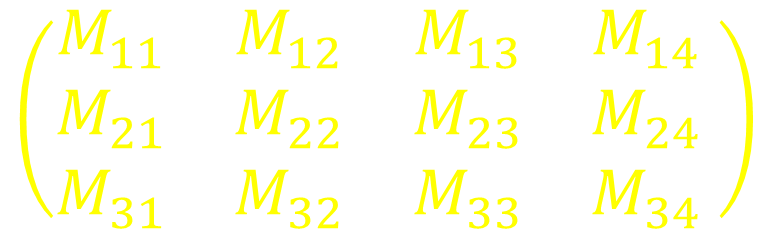 M₁₁ M₁₂ M₁₃ M₁₄
M₂₁ M₂₂ M₂₃ M₂₄
M₃₁ M₃₂ M₃₃ M₃₄